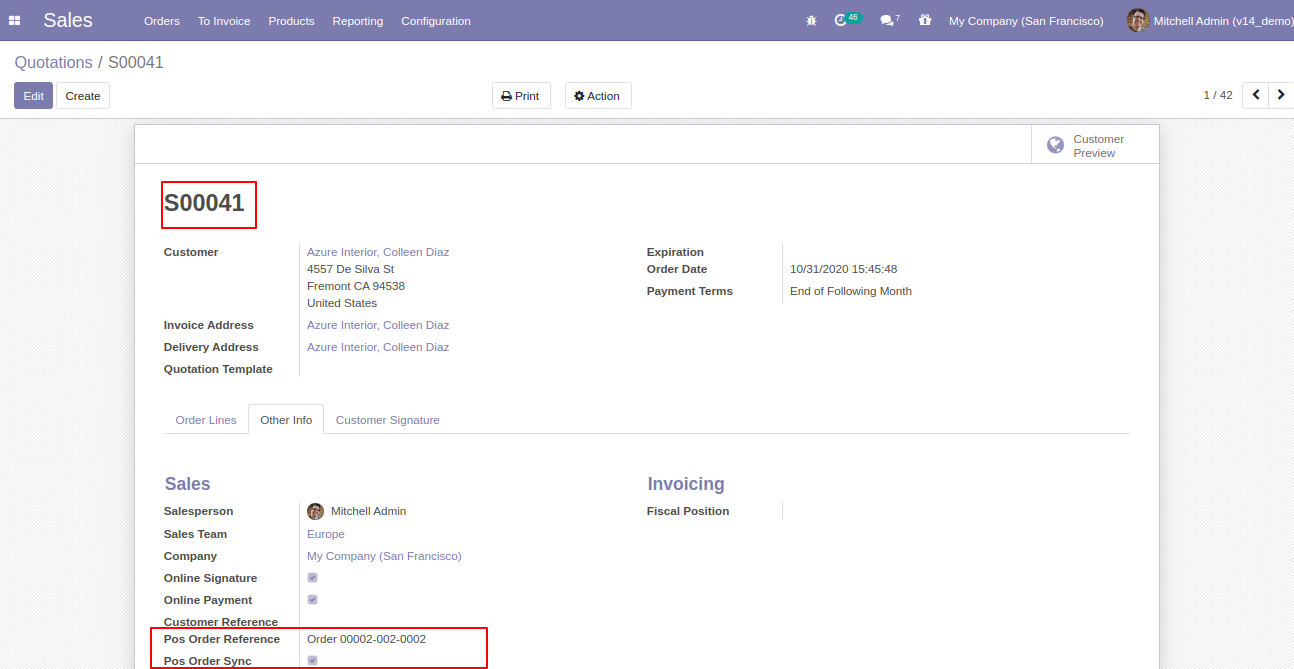 Sales Orders To Invoice Products Reporting Configuration 46 7 My Company (San Francisco) Mitchell Admin (v14_demo)
Quotations / S00041
Edit Create Print Action 1 / 42
Customer
Preview
S00041
Customer Azure Interior, Colleen Diaz
4557 De Silva St
Fremont CA 94538
United States
Invoice Address Azure Interior, Colleen Diaz
Delivery Address Azure Interior, Colleen Diaz
Quotation Template
Expiration
Order Date 10/31/2020 15:45:48
Payment Terms End of Following Month
Order Lines Other Info Customer Signature
Sales
Salesperson Mitchell Admin
Sales Team Europe
Company My Company (San Francisco)
Online Signature
Online Payment
Customer Reference
Pos Order Reference Order 00002-002-0002
Pos Order Sync
Invoicing
Fiscal Position